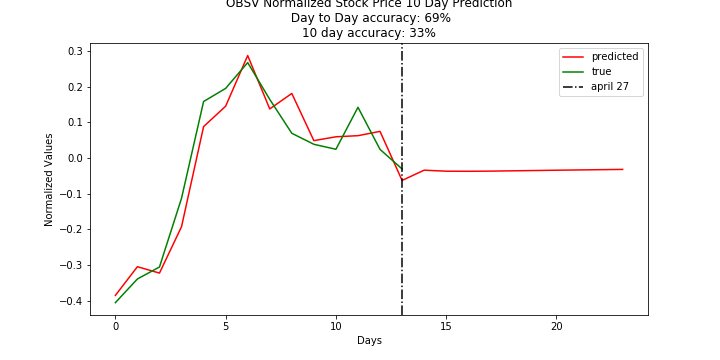 OBSV Normalized Stock Price 10 Day Prediction
Day to Day accuracy: 69%
10 day accuracy: 33%
0.3
0.2
0.1
0.0
−0.1
−0.2
−0.3
−0.4
Normalized Values
predicted
true
april 27
0
5
10
15
20
Days